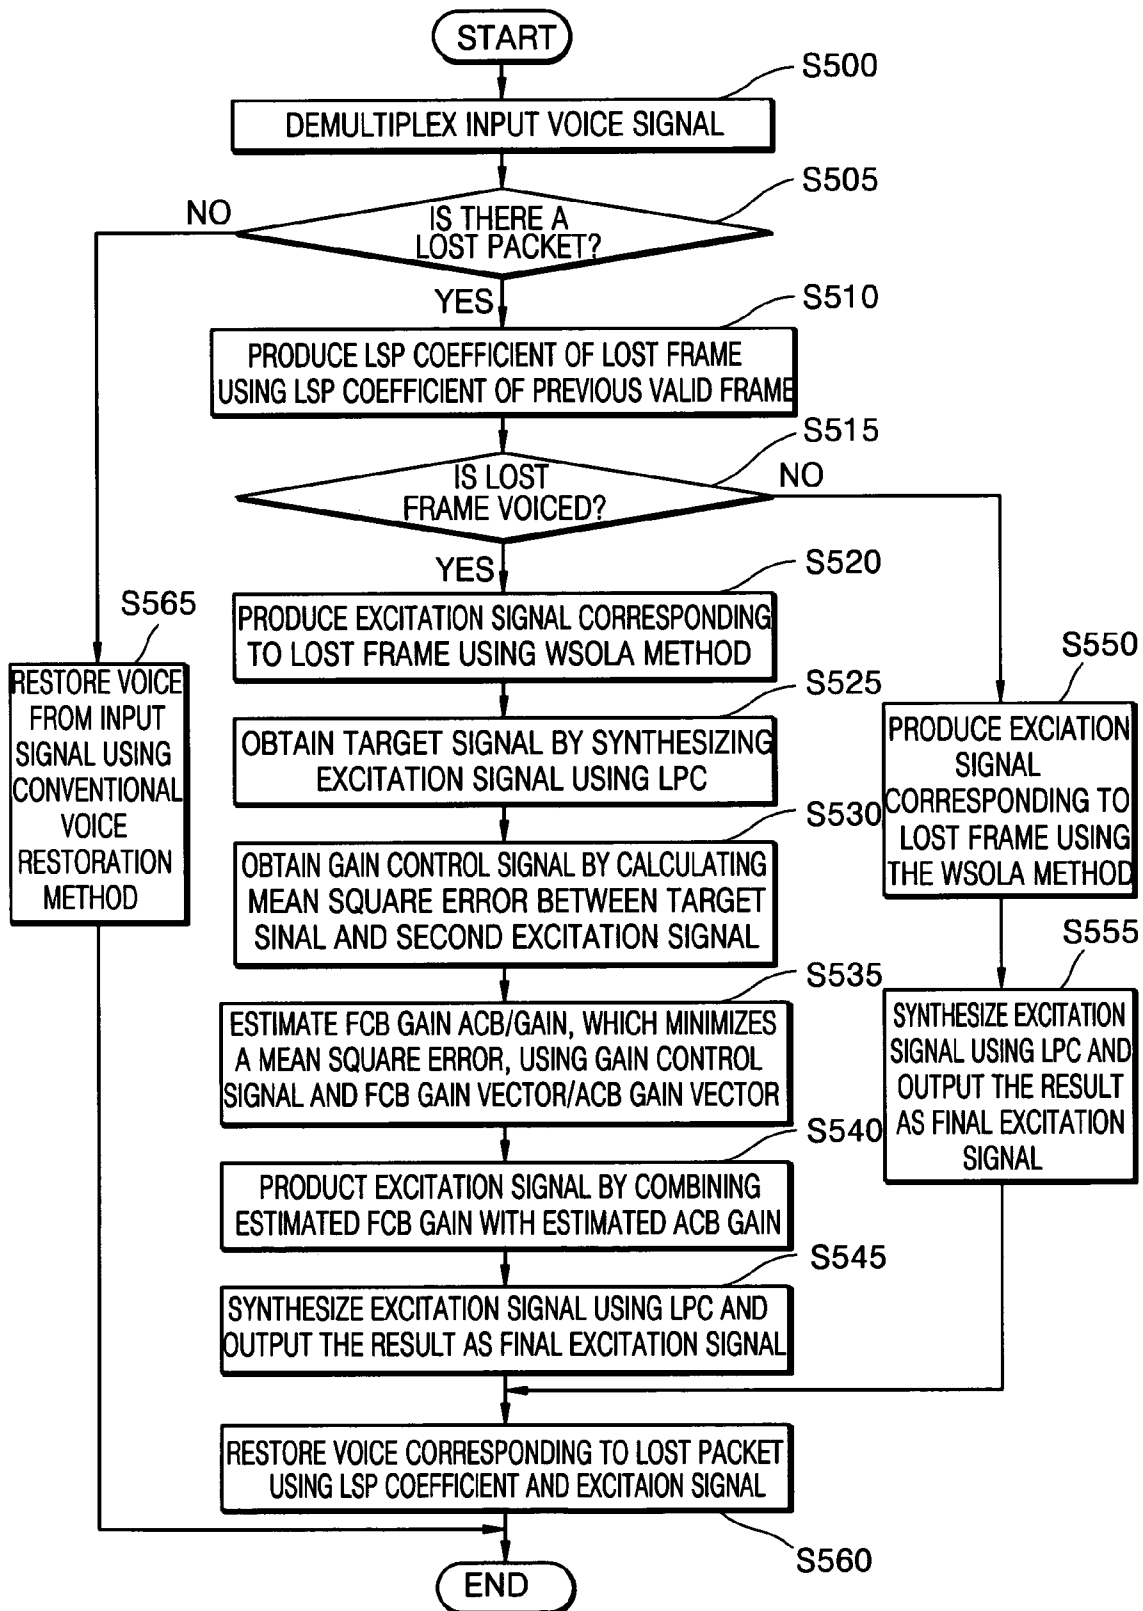 START
S500
DEMULTIPLEX INPUT VOICE SIGNAL
S505
NO
IS THERE A
LOST PACKET?
YES
S510
PRODUCE LSP COEFFICIENT OF LOST FRAME
USING LSP COEFFICIENT OF PREVIOUS VALID FRAME
S515
IS LOST
FRAME VOICED?
NO
YES
S520
PRODUCE EXCITATION SIGNAL CORRESPONDING
TO LOST FRAME USING WSOLA METHOD
S565
RESTORE VOICE
FROM INPUT
SIGNAL USING
CONVENTIONAL
VOICE
RESTORATION
METHOD
S550
PRODUCE EXCIATION
SIGNAL
CORRESPONDING TO
LOST FRAME USING
THE WSOLA METHOD
S525
OBTAIN TARGET SIGNAL BY SYNTHESIZING
EXCITATION SIGNAL USING LPC
S530
OBTAIN GAIN CONTROL SIGNAL BY CALCULATING
MEAN SQUARE ERROR BETWEEN TARGET
SINAL AND SECOND EXCITATION SIGNAL
S555
SYNTHESIZE EXCITATION
SIGNAL USING LPC AND
OUTPUT THE RESULT
AS FINAL EXCITATION
SIGNAL
S535
ESTIMATE FCB GAIN ACB/GAIN, WHICH MINIMIZES
A MEAN SQUARE ERROR, USING GAIN CONTROL
SIGNAL AND FCB GAIN VECTOR/ACB GAIN VECTOR
S540
PRODUCT EXCITATION SIGNAL BY COMBINING
ESTIMATED FCB GAIN WITH ESTIMATED ACB GAIN
S545
SYNTHESIZE EXCITATION SIGNAL USING LPC AND
OUTPUT THE RESULT AS FINAL EXCITATION SIGNAL
RESTORE VOICE CORRESPONDING TO LOST PACKET
USING LSP COEFFICIENT AND EXCITAION SIGNAL
S560
END